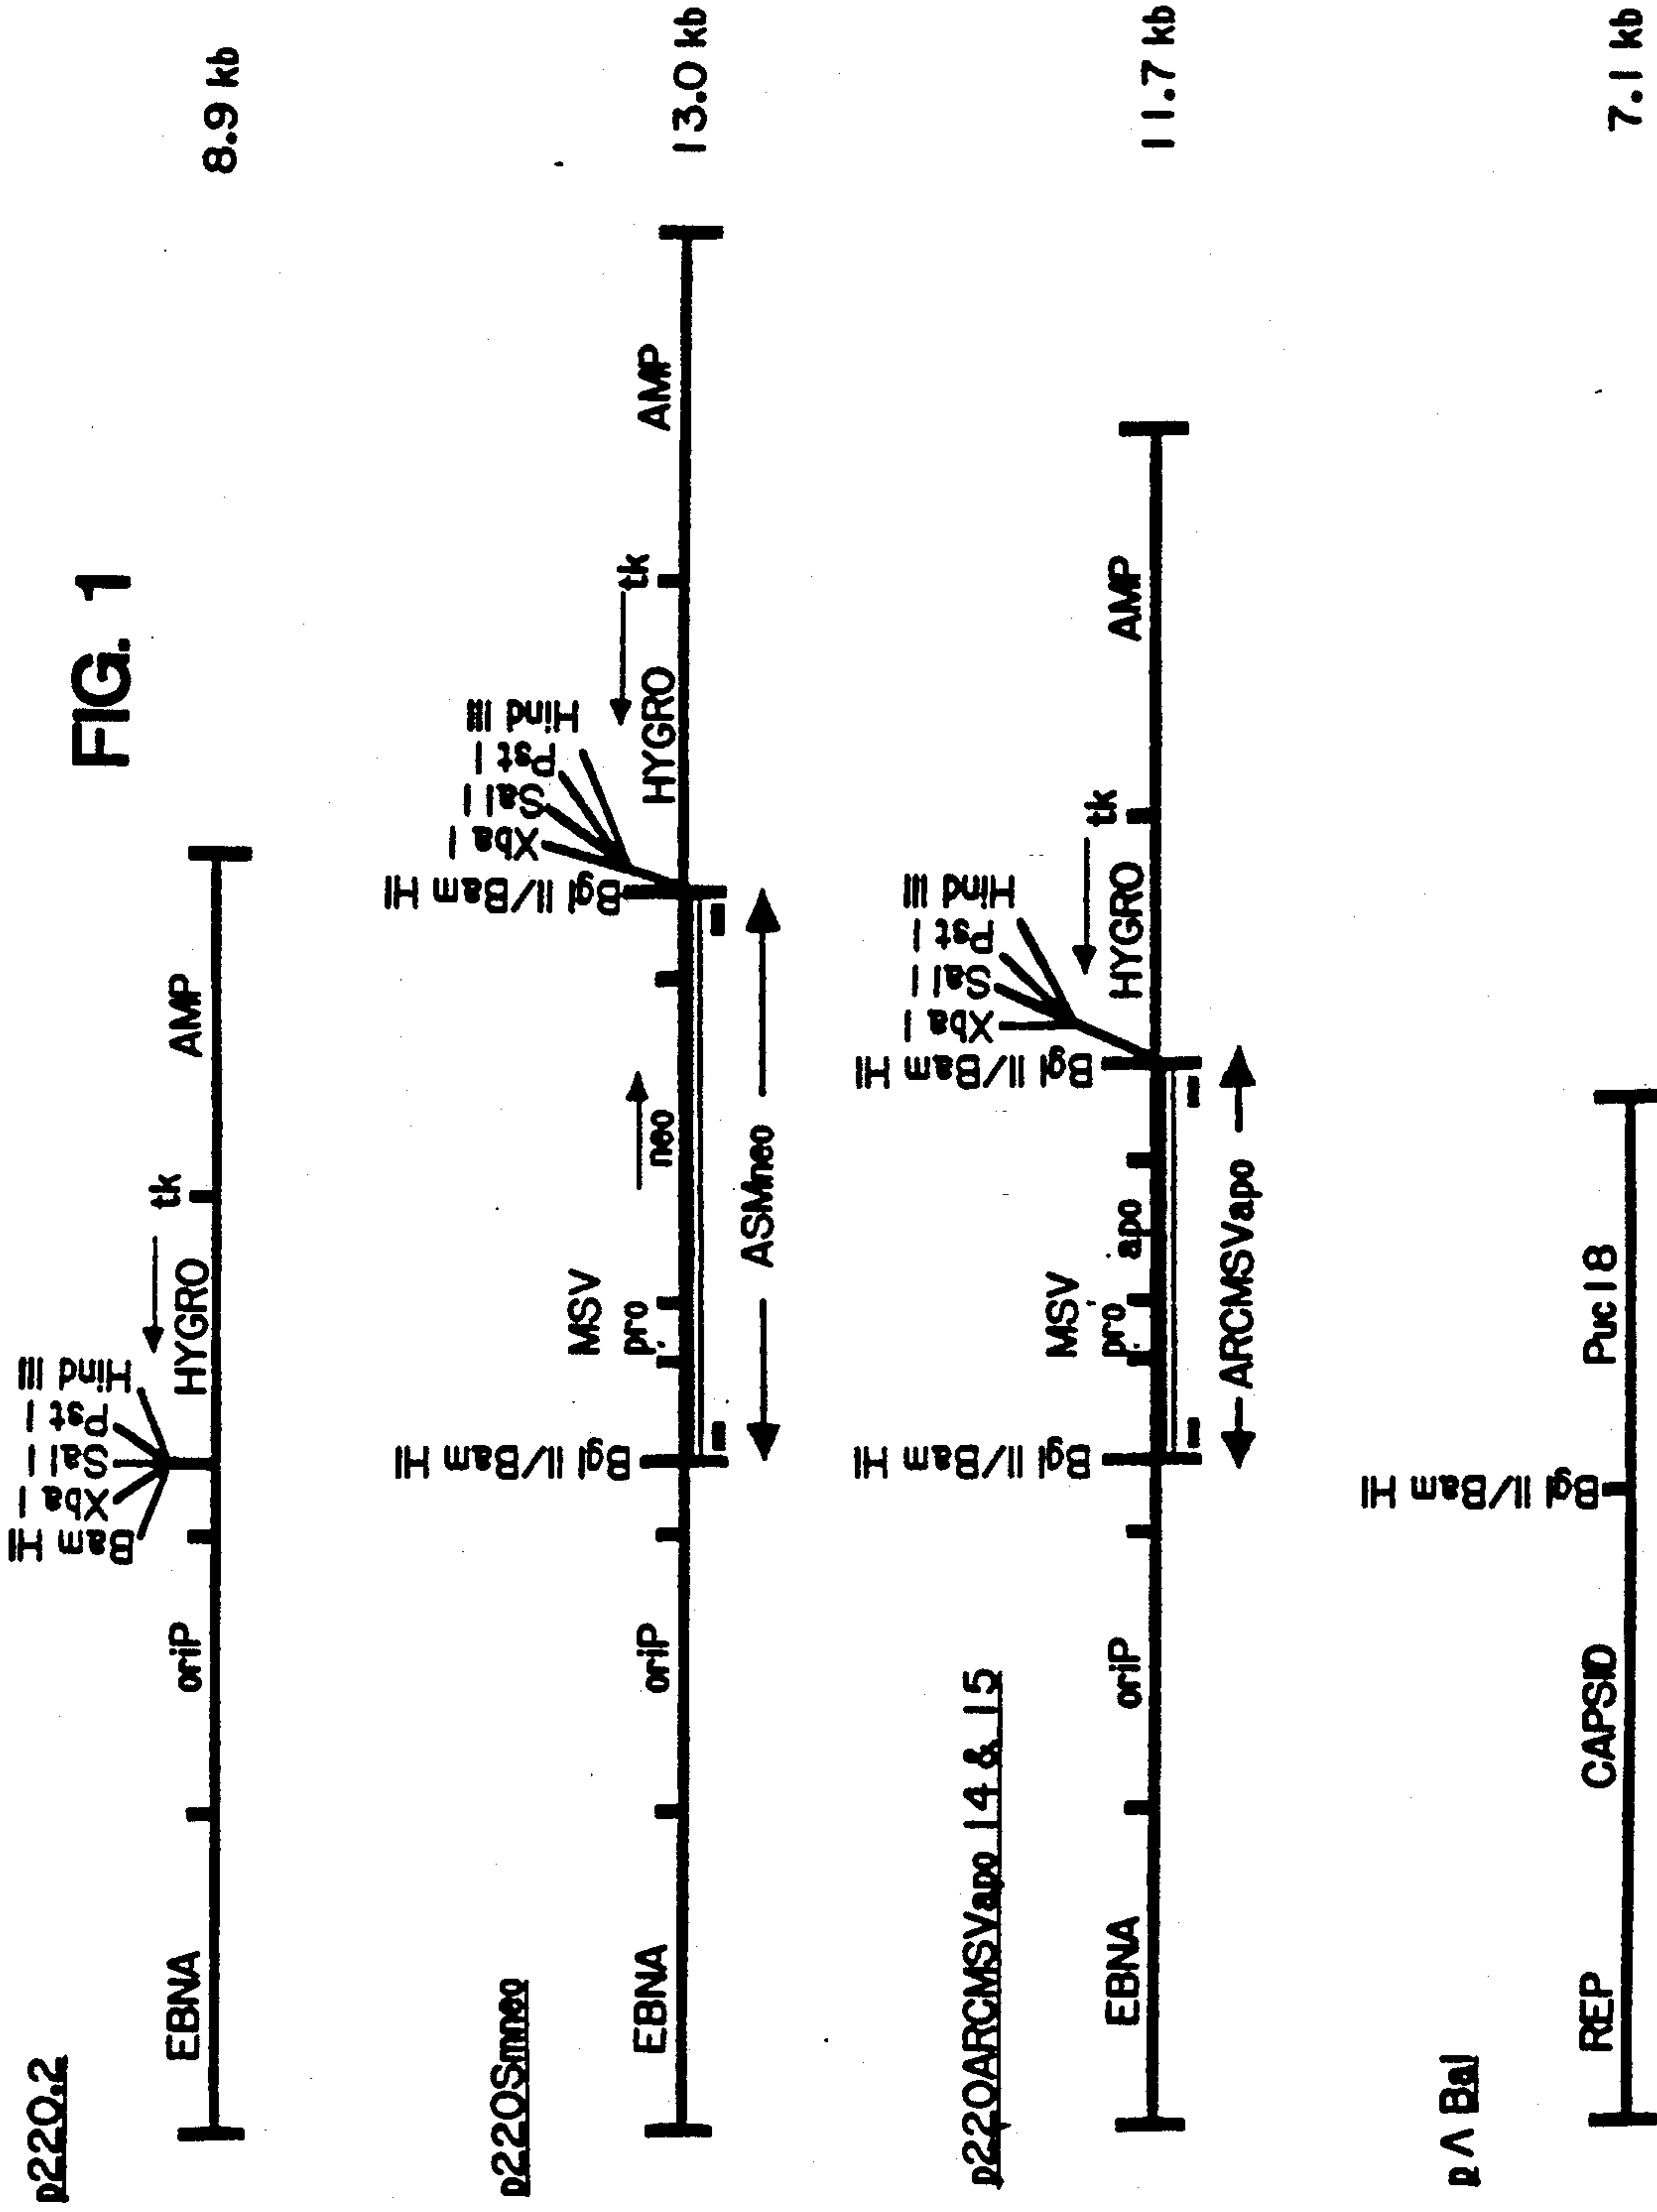 FIG. 1
p220.2
8.9 kb
Bam HI
Xba I
Sal I
Pst I
Hind III
EBNA
oriP
HYGRO
tk
AMP
p220Smneo
13.0 kb
Bgl II/Bam HI
MSV
pro
neo
Bgl II/Bam HI
Xba I
Sal I
Pst I
Hind III
EBNA
oriP
HYGRO
tk
AMP
ASMneo
p220ARCMSVapo 14 & 15
11.7 kb
Bgl II/Bam HI
MSV
pro
apo
Bgl II/Bam HI
Xba I
Sal I
Pst I
Hind III
EBNA
oriP
HYGRO
tk
AMP
ARCMSVapo
p Λ Bal
7.1 kb
Bgl II/Bam HI
REP
CAPSID
Puc18